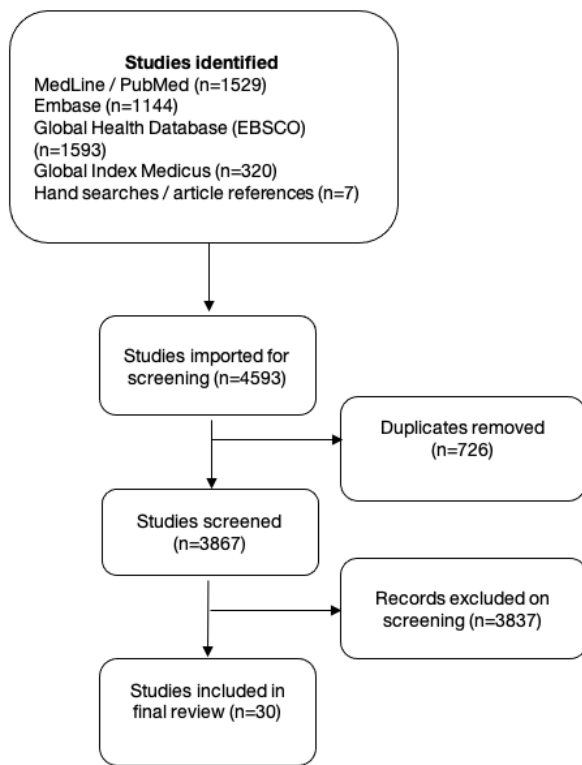 Studies identified
MedLine / PubMed (n=1529)
Embase (n=1144)
Global Health Database (EBSCO)
(n=1593)
Global Index Medicus (n=320)
Hand searches / article references (n=7)
Studies imported for
screening (n=4593)
Duplicates removed
(n=726)
Studies screened
(n=3867)
Records excluded on
screening (n=3837)
Studies included in
final review (n=30)